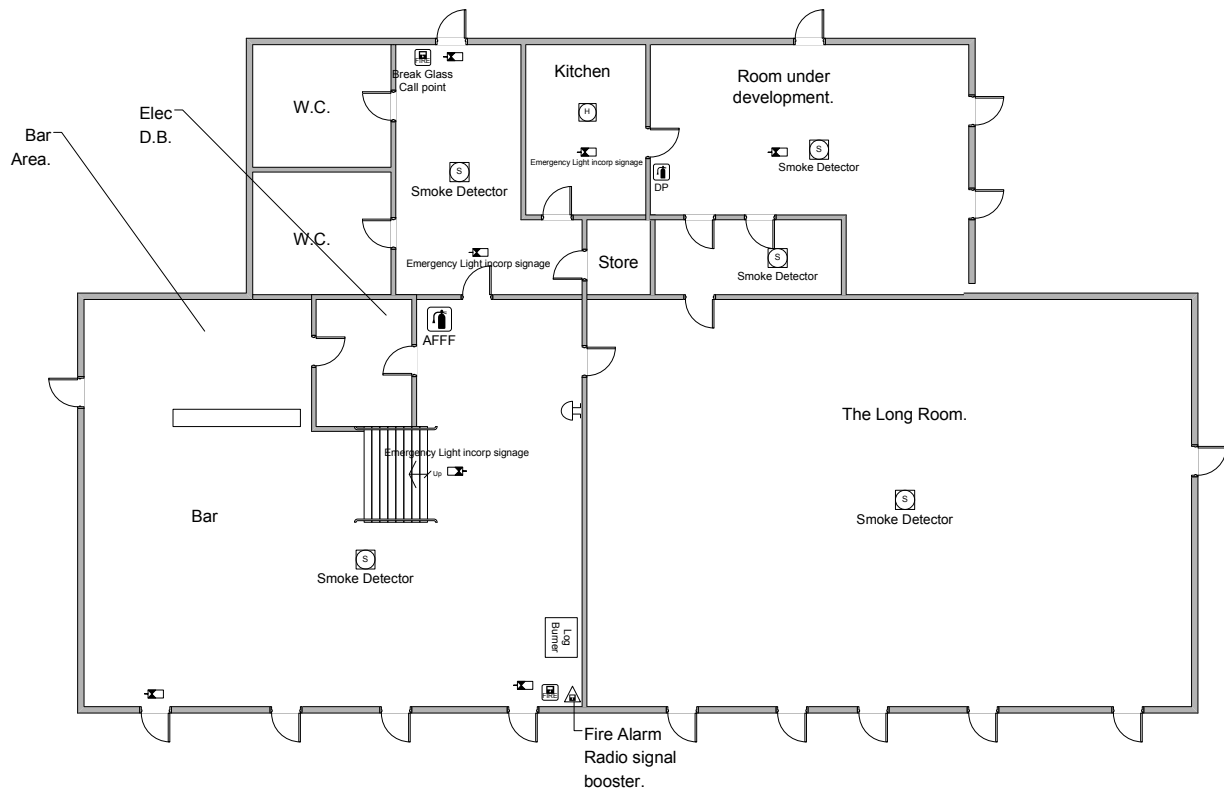 FIRE
Break Glass
Call point
Kitchen
Room under
development.
W.C.
Elec
D.B.
Bar
Area.
H
S
Smoke Detector
Emergency Light incorp signage
S
Smoke Detector
DP
W.C.
Emergency Light incorp signage
Store
S
Smoke Detector
AFFF
The Long Room.
Emergency Light incorp signage
Up
Bar
S
Smoke Detector
S
Smoke Detector
Log
Burner
FIRE
Fire Alarm
Radio signal
booster.